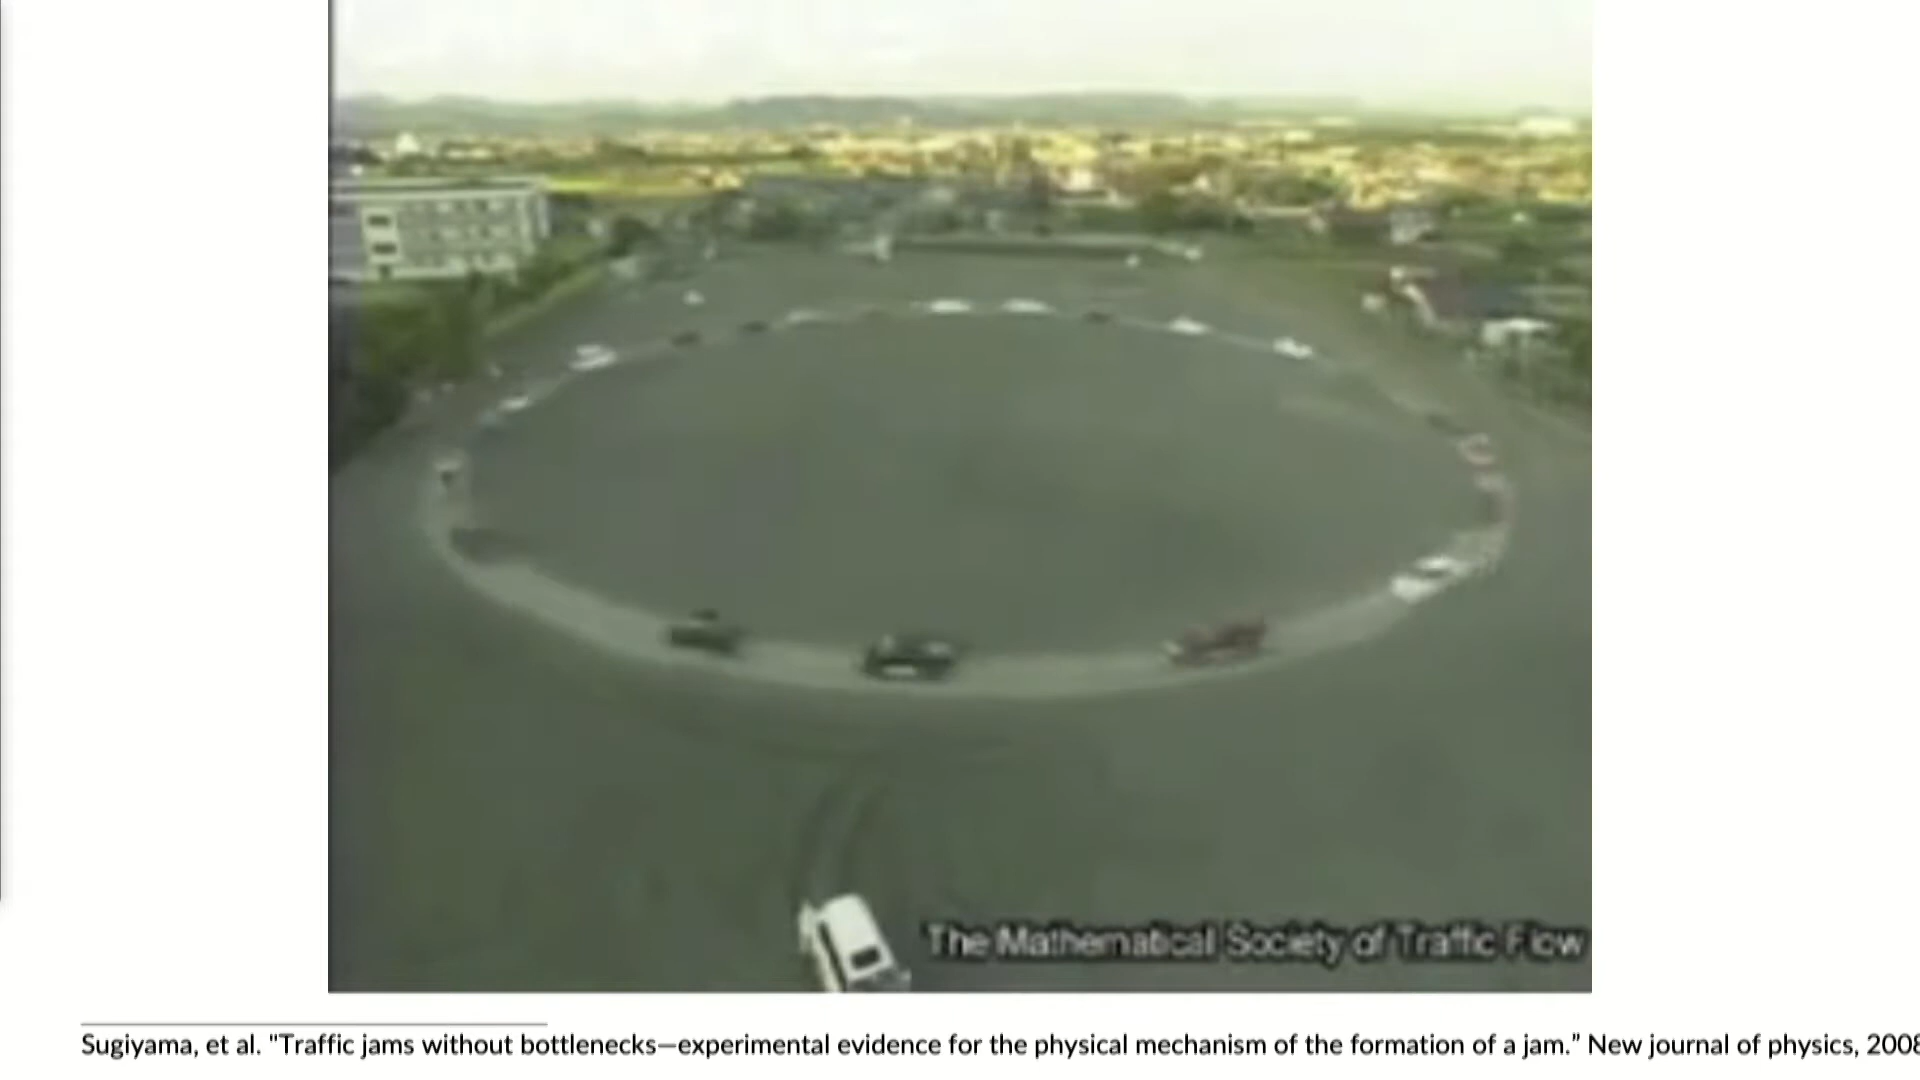 The Mathematical Society of Traffic Flow
Sugiyama, et al. "Traffic jams without bottlenecks—experimental evidence for the physical mechanism of the formation of a jam.” New journal of physics, 2008